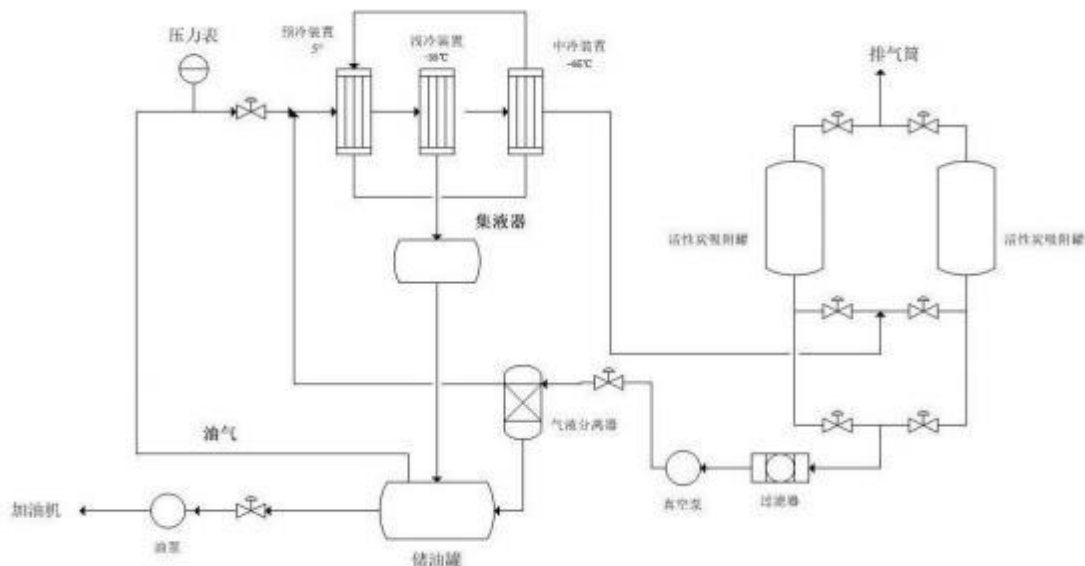 压力表
预冷装置
5°
浅冷装置
-35℃
中冷装置
-65℃
排气筒
集液器
活性炭吸附罐
活性炭吸附罐
气液分离器
油气
真空泵
过滤器
加油机
油泵
储油罐